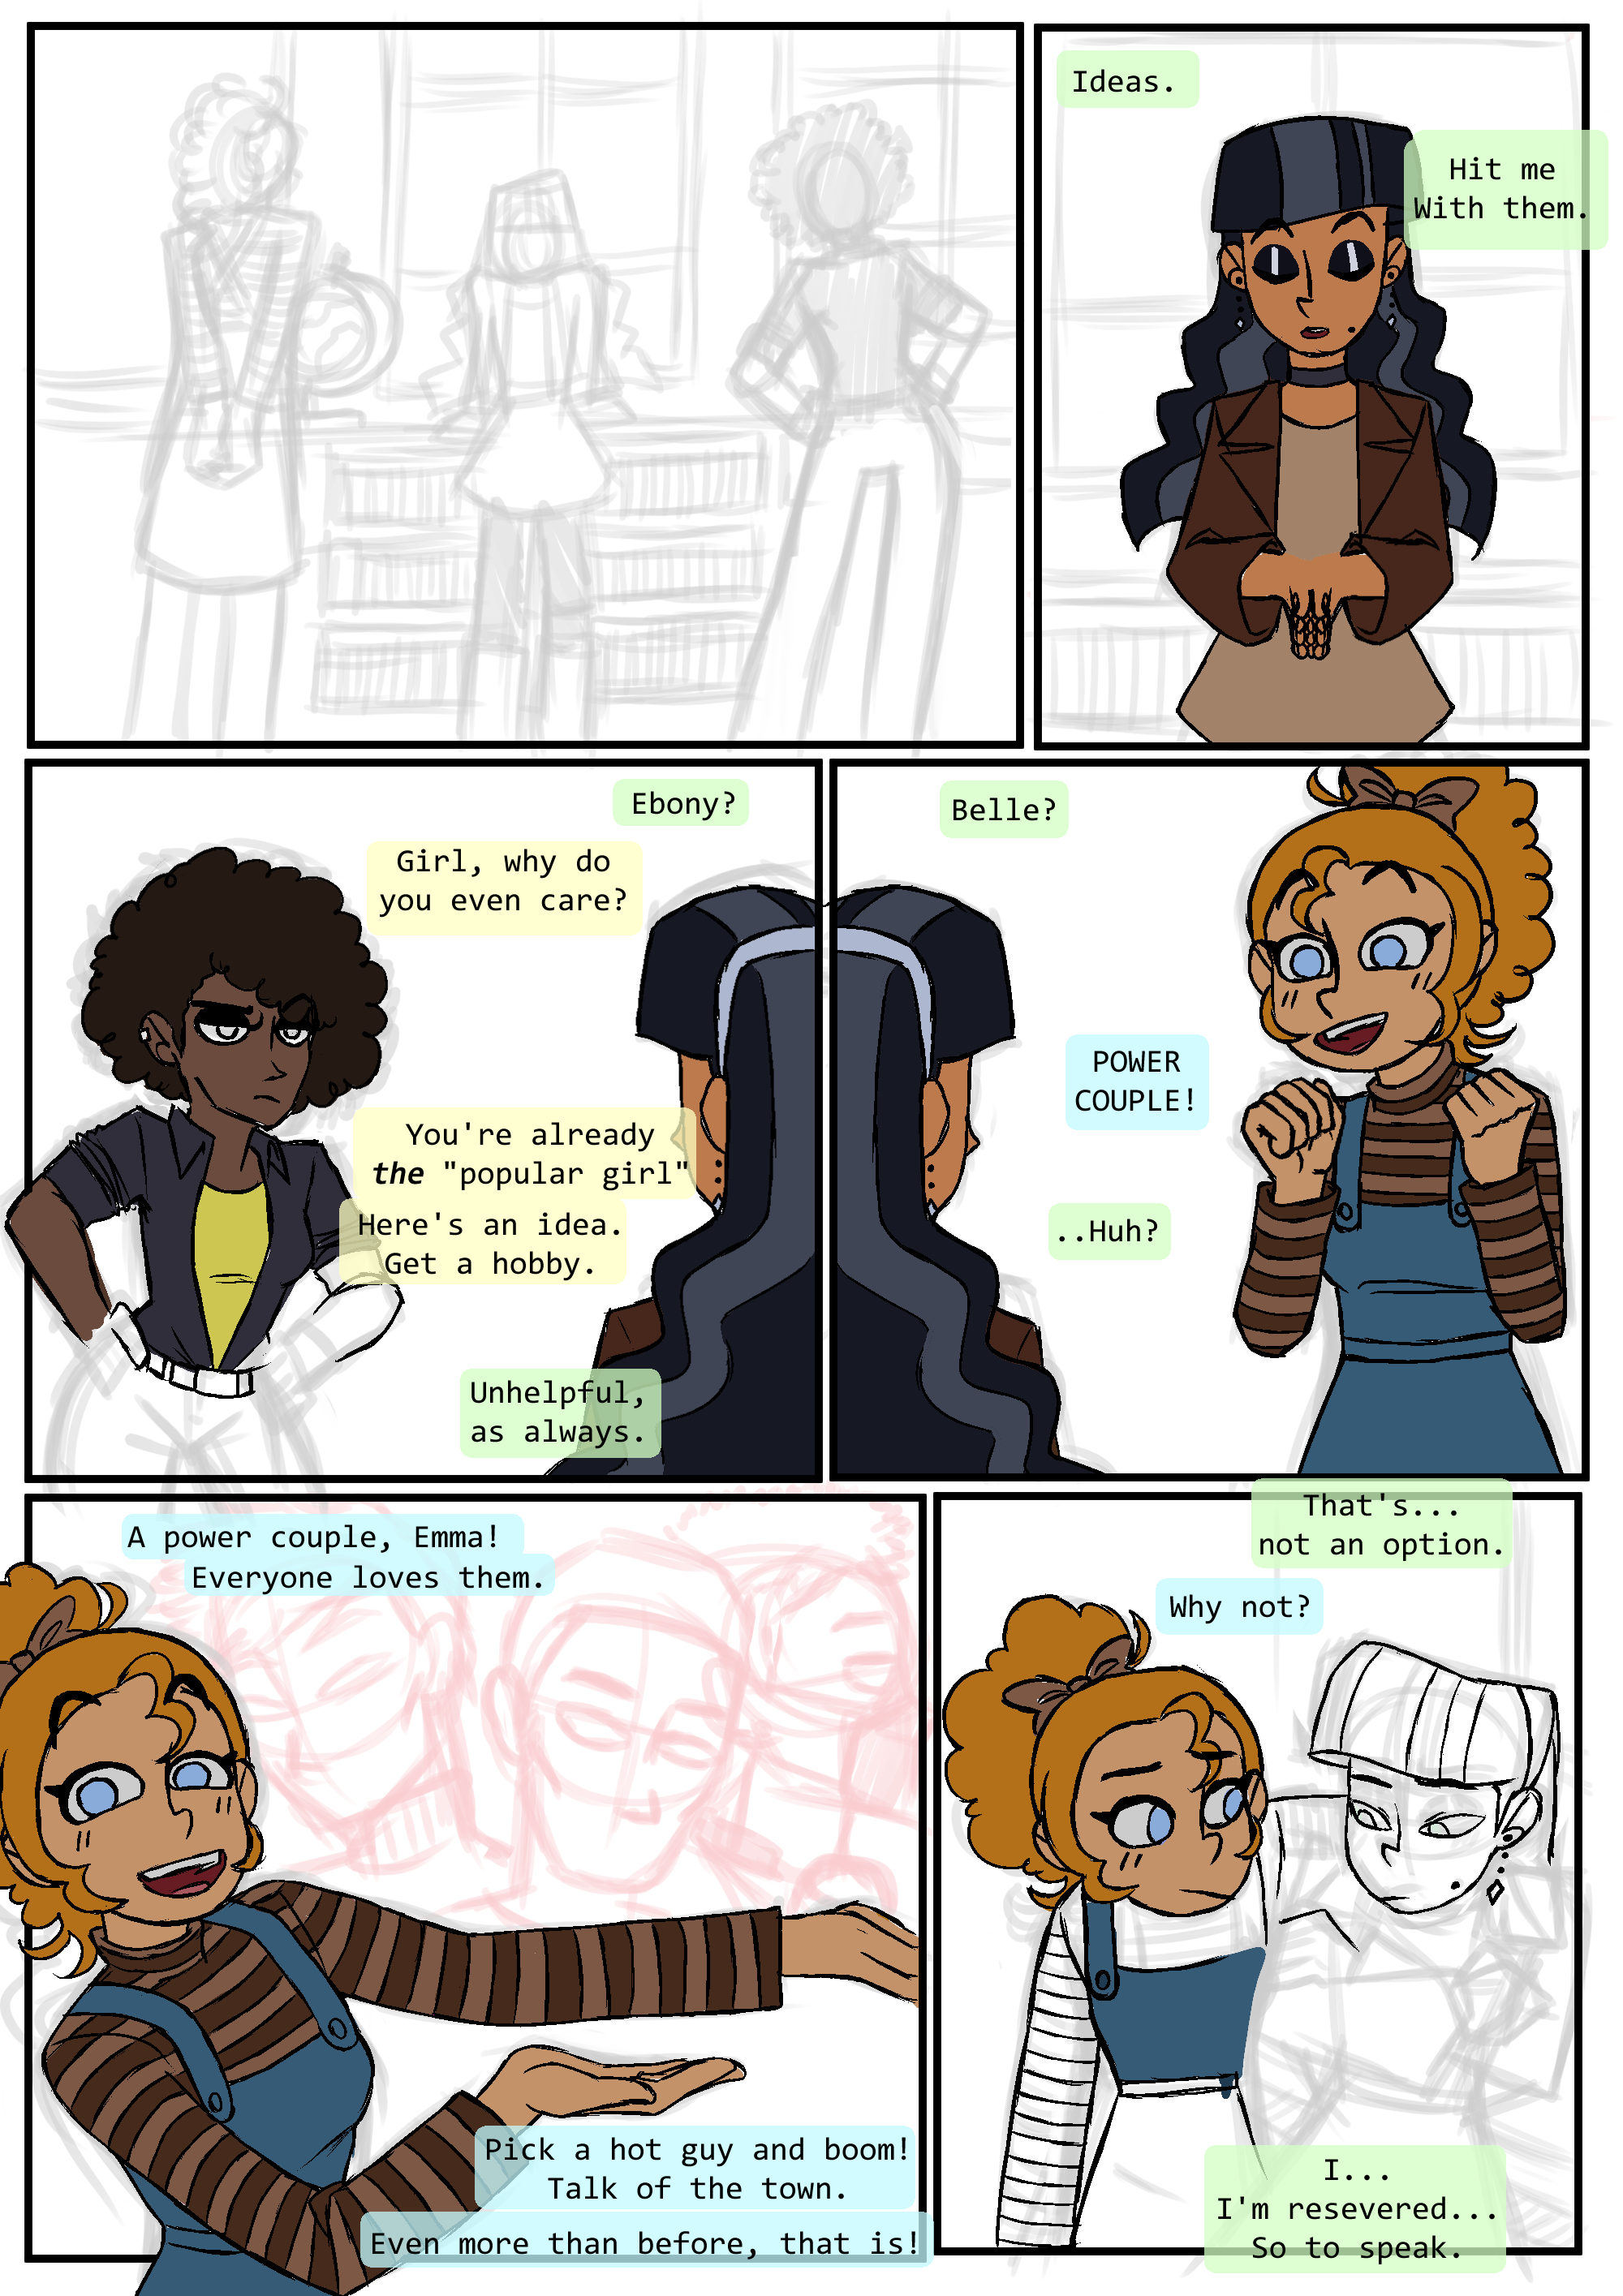 Ideas.
Hit me
With them.
Ebony?
Girl, why do
you even care?
You're already
the "popular girl"
Here's an idea.
Get a hobby.
Unhelpful,
as always.
Belle?
POWER
COUPLE!
..Huh?
A power couple, Emma!
Everyone loves them.
Pick a hot guy and boom!
Talk of the town.
Even more than before, that is!
That's...
not an option.
Why not?
I...
I'm resevered...
So to speak.